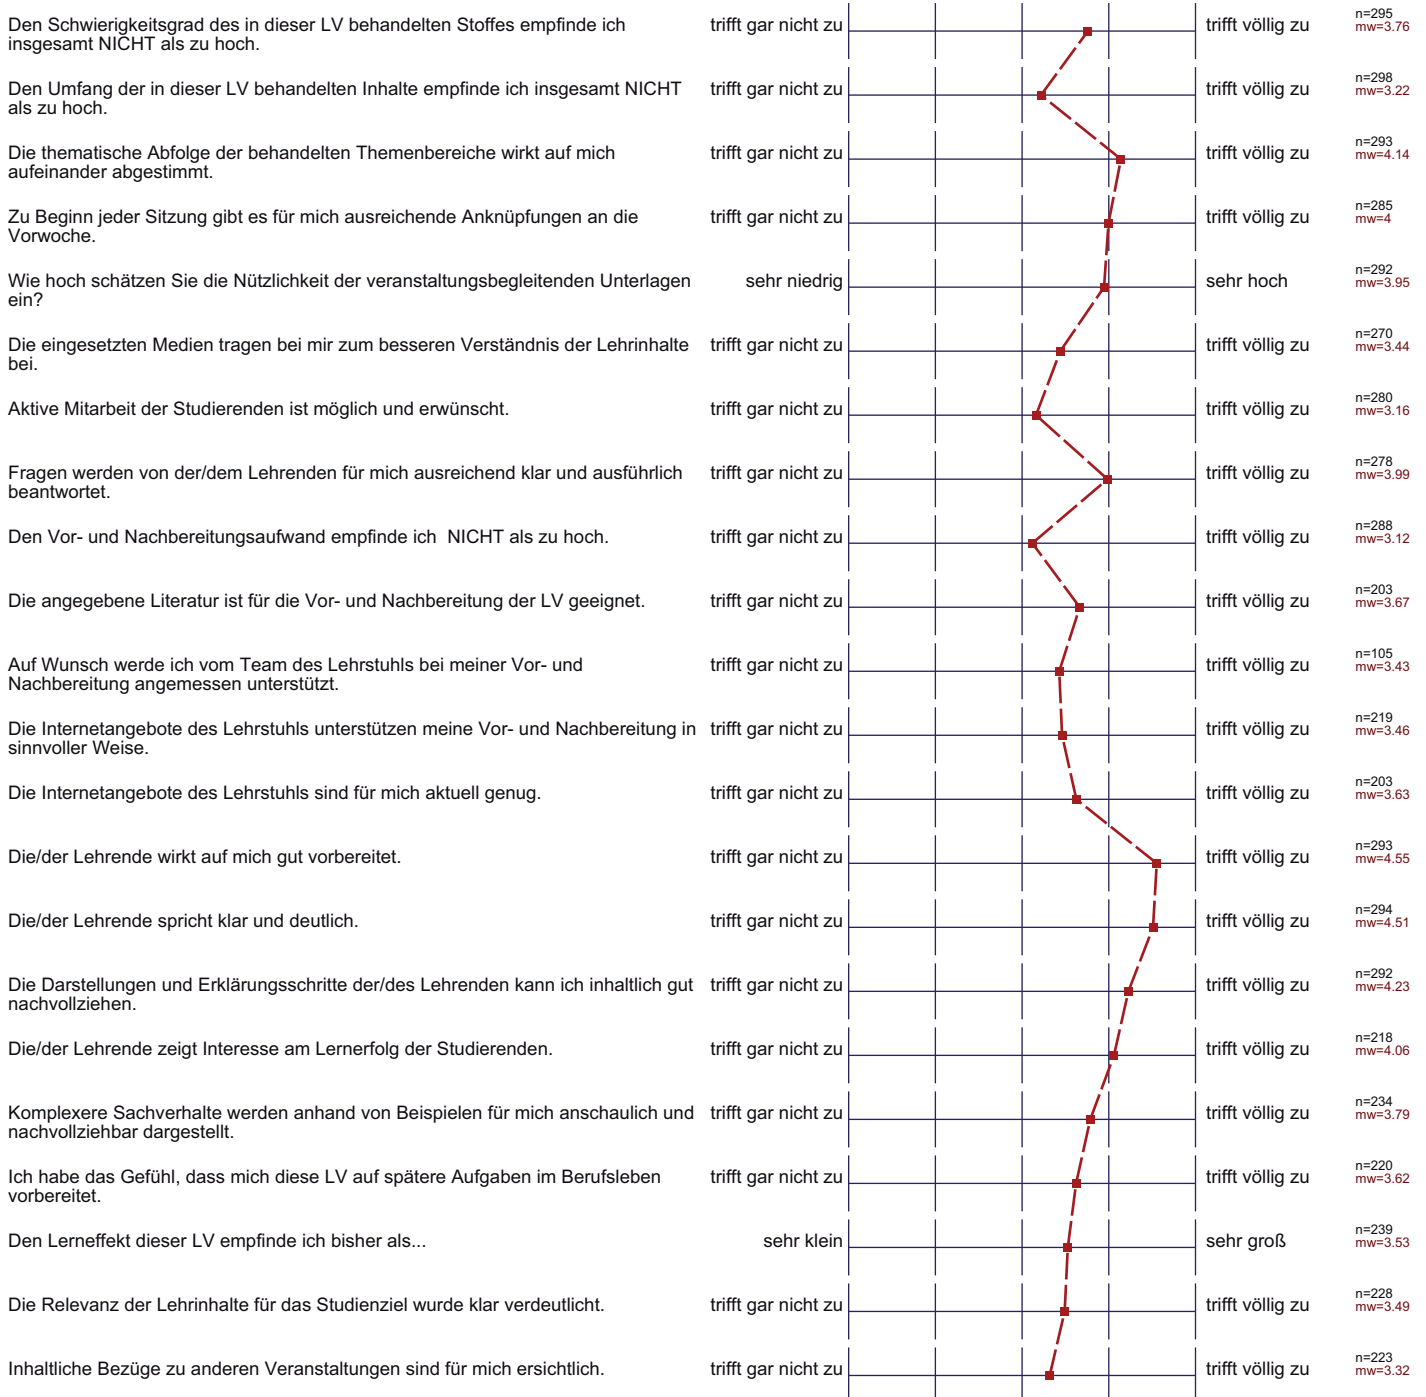 Den Schwierigkeitsgrad des in dieser LV behandelten Stoffes empfinde ich
insgesamt NICHT als zu hoch.
trifft gar nicht zu
trifft völlig zu
n=295
mw=3.76
Den Umfang der in dieser LV behandelten Inhalte empfinde ich insgesamt NICHT
als zu hoch.
trifft gar nicht zu
trifft völlig zu
n=298
mw=3.22
Die thematische Abfolge der behandelten Themenbereiche wirkt auf mich
aufeinander abgestimmt.
trifft gar nicht zu
trifft völlig zu
n=293
mw=4.14
Zu Beginn jeder Sitzung gibt es für mich ausreichende Anknüpfungen an die
Vorwoche.
trifft gar nicht zu
trifft völlig zu
n=285
mw=4
Wie hoch schätzen Sie die Nützlichkeit der veranstaltungsbegleitenden Unterlagen
ein?
sehr niedrig
sehr hoch
n=292
mw=3.95
Die eingesetzten Medien tragen bei mir zum besseren Verständnis der Lehrinhalte
bei.
trifft gar nicht zu
trifft völlig zu
n=270
mw=3.44
Aktive Mitarbeit der Studierenden ist möglich und erwünscht.
trifft gar nicht zu
trifft völlig zu
n=280
mw=3.16
Fragen werden von der/dem Lehrenden für mich ausreichend klar und ausführlich
beantwortet.
trifft gar nicht zu
trifft völlig zu
n=278
mw=3.99
Den Vor- und Nachbereitungsaufwand empfinde ich  NICHT als zu hoch.
trifft gar nicht zu
trifft völlig zu
n=288
mw=3.12
Die angegebene Literatur ist für die Vor- und Nachbereitung der LV geeignet.
trifft gar nicht zu
trifft völlig zu
n=203
mw=3.67
Auf Wunsch werde ich vom Team des Lehrstuhls bei meiner Vor- und
Nachbereitung angemessen unterstützt.
trifft gar nicht zu
trifft völlig zu
n=105
mw=3.43
Die Internetangebote des Lehrstuhls unterstützen meine Vor- und Nachbereitung in
sinnvoller Weise.
trifft gar nicht zu
trifft völlig zu
n=219
mw=3.46
Die Internetangebote des Lehrstuhls sind für mich aktuell genug.
trifft gar nicht zu
trifft völlig zu
n=203
mw=3.63
Die/der Lehrende wirkt auf mich gut vorbereitet.
trifft gar nicht zu
trifft völlig zu
n=293
mw=4.55
Die/der Lehrende spricht klar und deutlich.
trifft gar nicht zu
trifft völlig zu
n=294
mw=4.51
Die Darstellungen und Erklärungsschritte der/des Lehrenden kann ich inhaltlich gut
nachvollziehen.
trifft gar nicht zu
trifft völlig zu
n=292
mw=4.23
Die/der Lehrende zeigt Interesse am Lernerfolg der Studierenden.
trifft gar nicht zu
trifft völlig zu
n=218
mw=4.06
Komplexere Sachverhalte werden anhand von Beispielen für mich anschaulich und
nachvollziehbar dargestellt.
trifft gar nicht zu
trifft völlig zu
n=234
mw=3.79
Ich habe das Gefühl, dass mich diese LV auf spätere Aufgaben im Berufsleben
vorbereitet.
trifft gar nicht zu
trifft völlig zu
n=220
mw=3.62
Den Lerneffekt dieser LV empfinde ich bisher als...
sehr klein
sehr groß
n=239
mw=3.53
Die Relevanz der Lehrinhalte für das Studienziel wurde klar verdeutlicht.
trifft gar nicht zu
trifft völlig zu
n=228
mw=3.49
Inhaltliche Bezüge zu anderen Veranstaltungen sind für mich ersichtlich.
trifft gar nicht zu
trifft völlig zu
n=223
mw=3.32